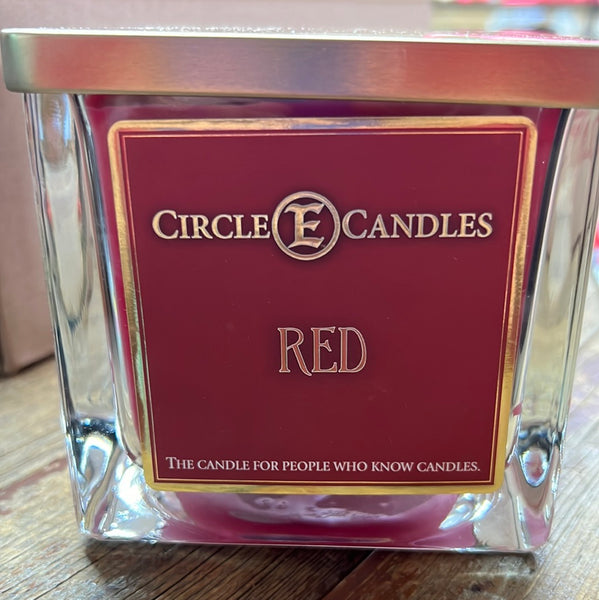 CIRCLE E CANDLES
RED
THE CANDLE FOR PEOPLE WHO KNOW CANDLES.